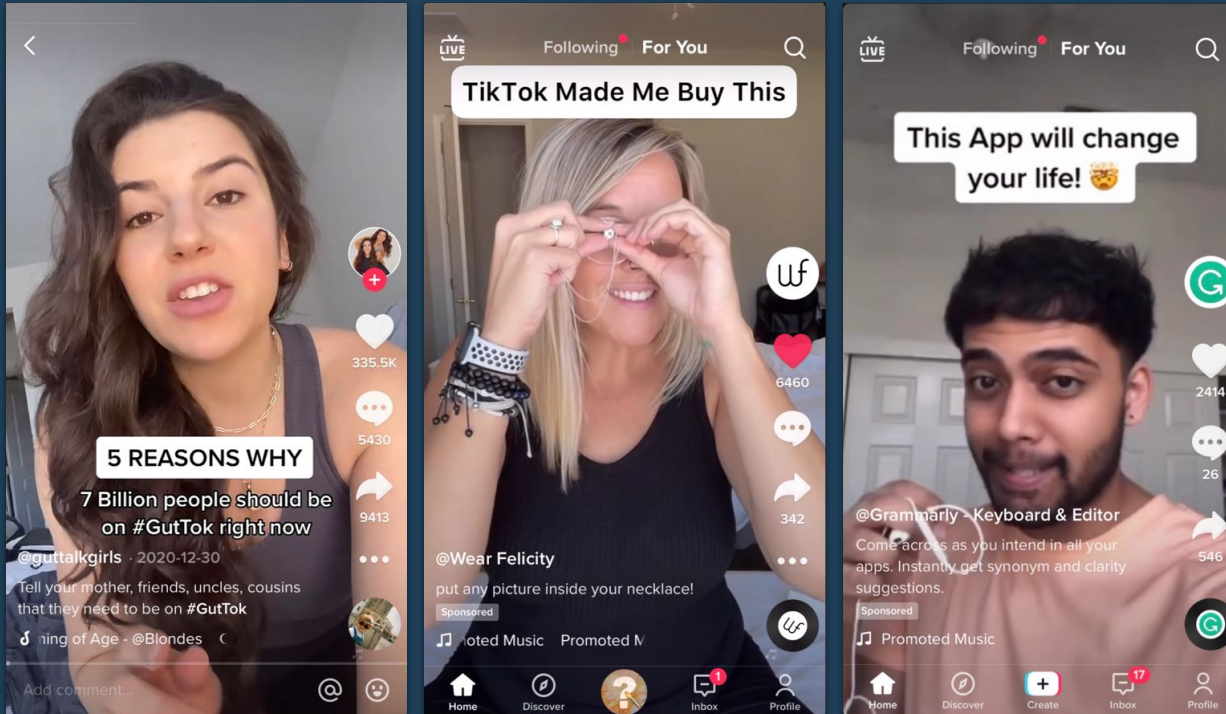 335.5K
5430
5 REASONS WHY
7 Billion people should be
on #GutTok right now
9413
@guttalkgirls · 2020-12-30
Tell your mother, friends, uncles, cousins
that they need to be on #GutTok
ning of Age - @Blondes
Add comment...
LIVE
Following For You
TikTok Made Me Buy This
wf
6460
342
@Wear Felicity
put any picture inside your necklace!
Sponsored
wf
oted Music Promoted M
Home
Discover
1
Inbox
Profile
LIVE
Following For You
This App will change
your life! 🤯
G
2414
26
@Grammarly - Keyboard & Editor
546
Come across as you intend in all your
apps. Instantly get synonym and clarity
suggestions.
Sponsored
G
Promoted Music
Home
Discover
Create
17
Inbox
Profile